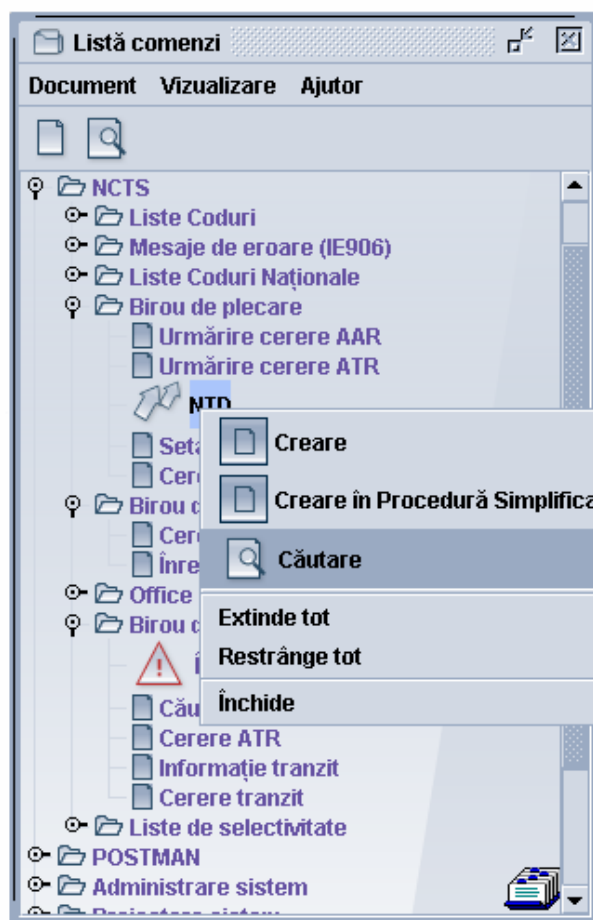 Listă comenzi
Document Vizualizare Ajutor
NCTS
Liste Coduri
Mesaje de eroare (IE906)
Liste Coduri Naționale
Birou de plecare
Urmărire cerere AAR
Urmărire cerere ATR
NTD
Creare
Creare în Procedură
Birou
Căutare
Office
Extinde tot
Birou
Restrânge tot
Închide
Cerere ATR
Informație tranzit
Cerere tranzit
Liste de selectivitate
POSTMAN
Administrare sistem